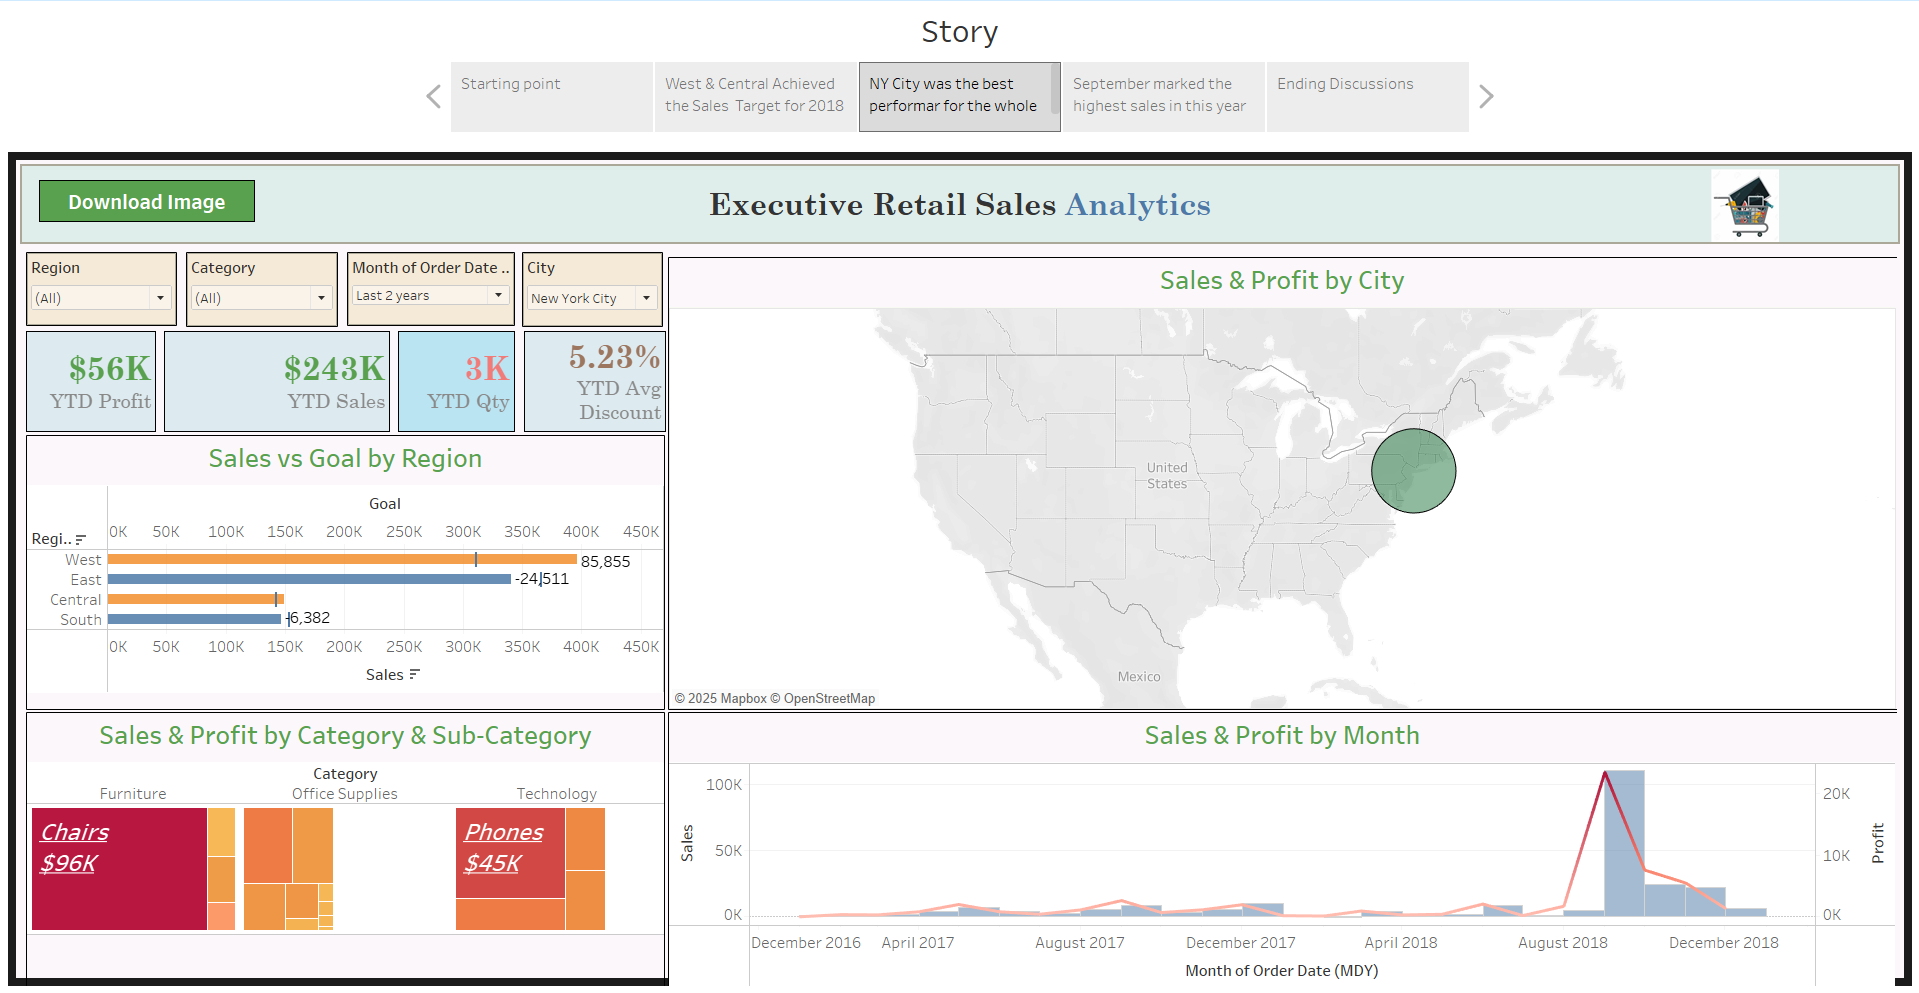 Story
Starting point
West & Central Achieved
the Sales Target for 2018
NY City was the best
performar for the whole
September marked the
highest sales in this year
Ending Discussions
Download Image
Executive Retail Sales Analytics
Region
(All)
Category
(All)
Month of Order Date ..
Last 2 years
City
New York City
$56K
YTD Profit
$243K
YTD Sales
3K
YTD Qty
5.23%
YTD Avg
Discount
Sales vs Goal by Region
Goal
Regi..
0K 50K 100K 150K 200K 250K 300K 350K 400K 450K
West 85,855
East -24,511
Central
South -6,382
0K 50K 100K 150K 200K 250K 300K 350K 400K 450K
Sales
Sales & Profit by City
United
States
Mexico
© 2025 Mapbox © OpenStreetMap
Sales & Profit by Category & Sub-Category
Category
Furniture Office Supplies Technology
Chairs
$96K
Phones
$45K
Sales & Profit by Month
Sales
100K
50K
0K
Profit
20K
10K
0K
December 2016 April 2017 August 2017 December 2017 April 2018 August 2018 December 2018
Month of Order Date (MDY)